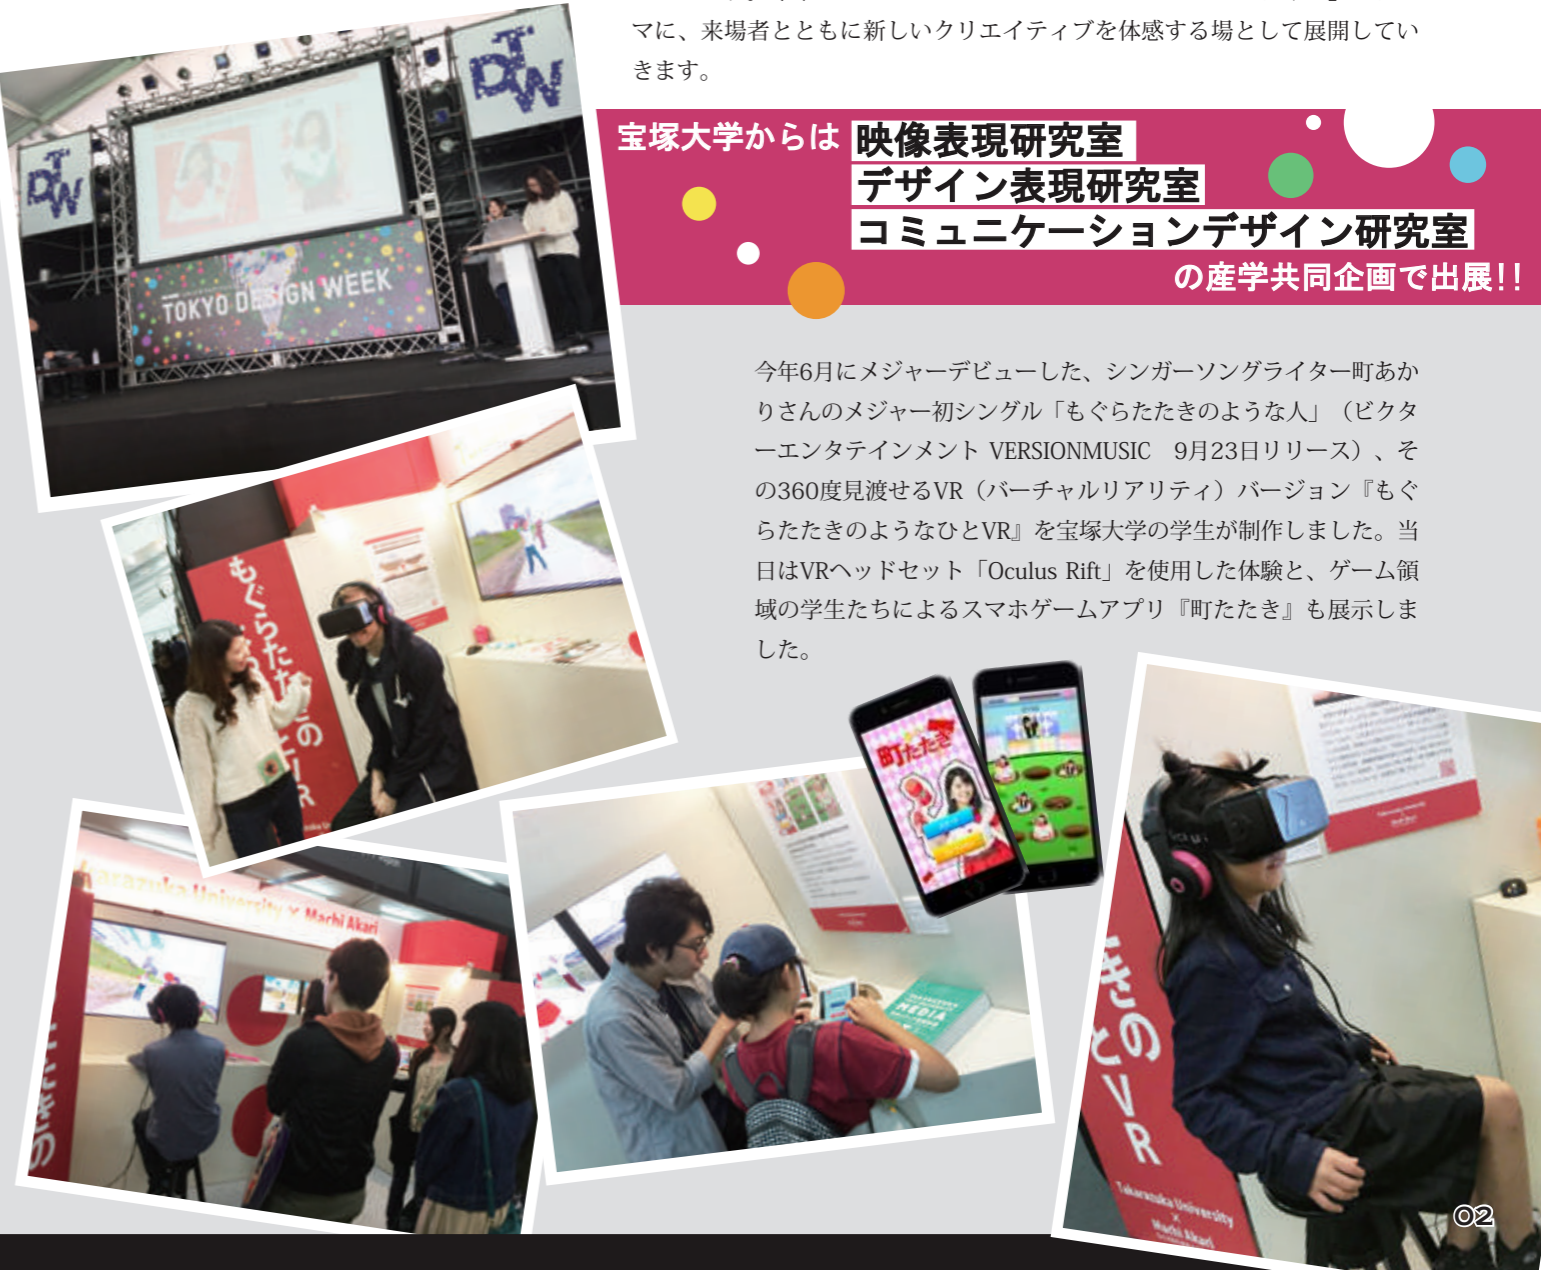 マに、来場者とともに新しいクリエイティブを体感する場として展開してい
きます。
宝塚大学からは 映像表現研究室
デザイン表現研究室
コミュニケーションデザイン研究室
の産学共同企画で出展!!
今年6月にメジャーデビューした、シンガーソングライター町あか
りさんのメジャー初シングル「もぐらたたきのような人」（ビクタ
ーエンタテインメント VERSIONMUSIC　9月23日リリース）、そ
の360度見渡せるVR（バーチャルリアリティ）バージョン『もぐ
らたたきのようなひとVR』を宝塚大学の学生が制作しました。当
日はVRヘッドセット「Oculus Rift」を使用した体験と、ゲーム領
域の学生たちによるスマホゲームアプリ『町たたき』も展示しま
した。
TDW
TDW
TOKYO DESIGN WEEK
もぐらたた
の
とVR
町たたき
Takarazuka University × Machi Akari
きの
MEDIA
きの
とVR
Takarazuka University
×
Machi Akari
02